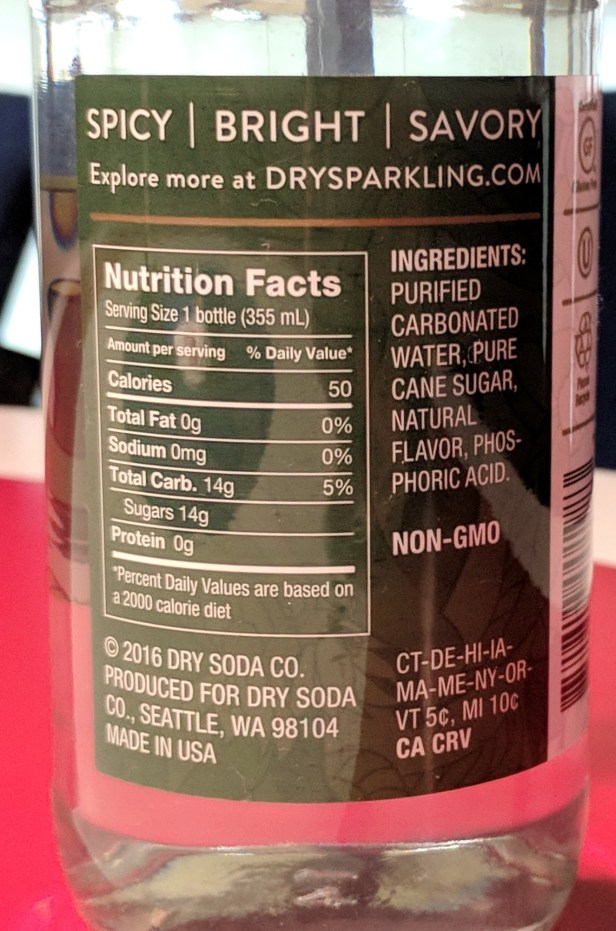 SPICY | BRIGHT | SAVORY
Explore more at DRYSPARKLING.COM
Nutrition Facts
Serving Size 1 bottle (355 mL)
Amount per serving % Daily Value*
Calories 50
Total Fat 0g 0%
Sodium 0mg 0%
Total Carb. 14g 5%
Sugars 14g
Protein 0g
*Percent Daily Values are based on
a 2000 calorie diet
© 2016 DRY SODA CO.
PRODUCED FOR DRY SODA
CO., SEATTLE, WA 98104
MADE IN USA
INGREDIENTS:
PURIFIED
CARBONATED
WATER, PURE
CANE SUGAR,
NATURAL
FLAVOR, PHOS-
PHORIC ACID.
NON-GMO
CT-DE-HI-IA-
MA-ME-NY-OR-
VT 5¢, MI 10¢
CA CRV
GF
U
Please